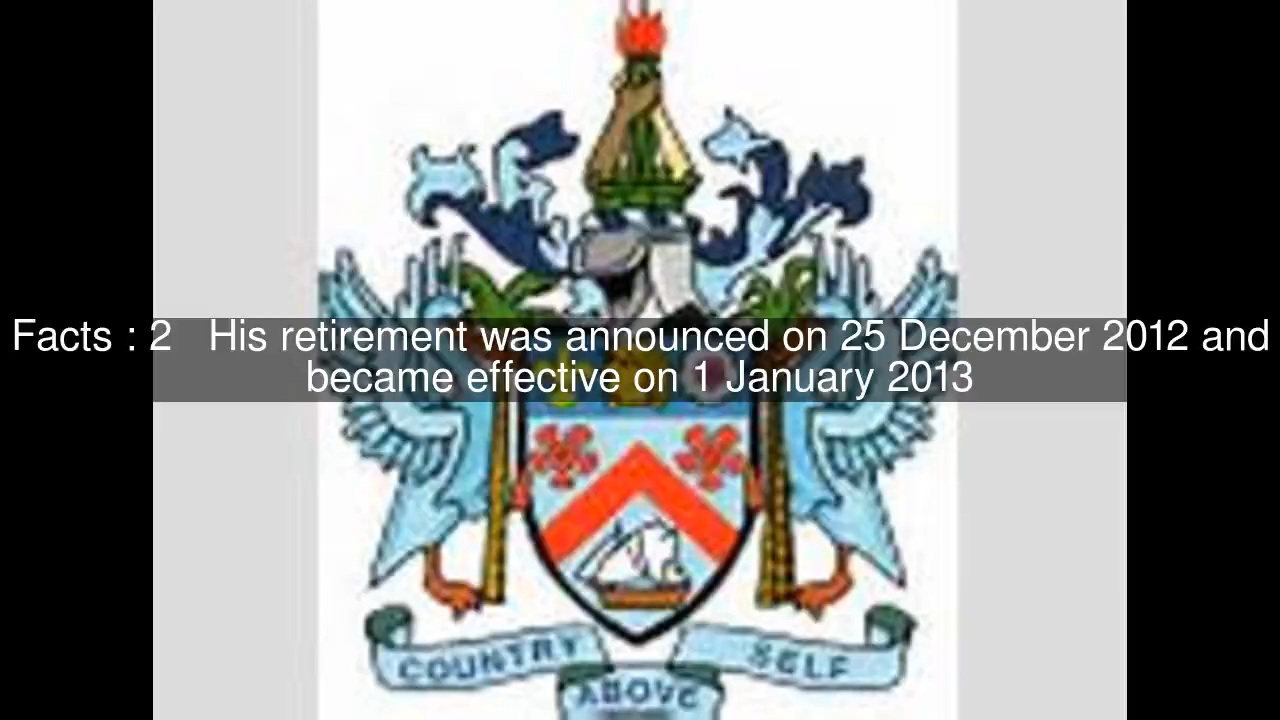 Facts : 2 His retirement was announced on 25 December 2012 and
became effective on 1 January 2013
COUNTRY
ABOVE
SELF